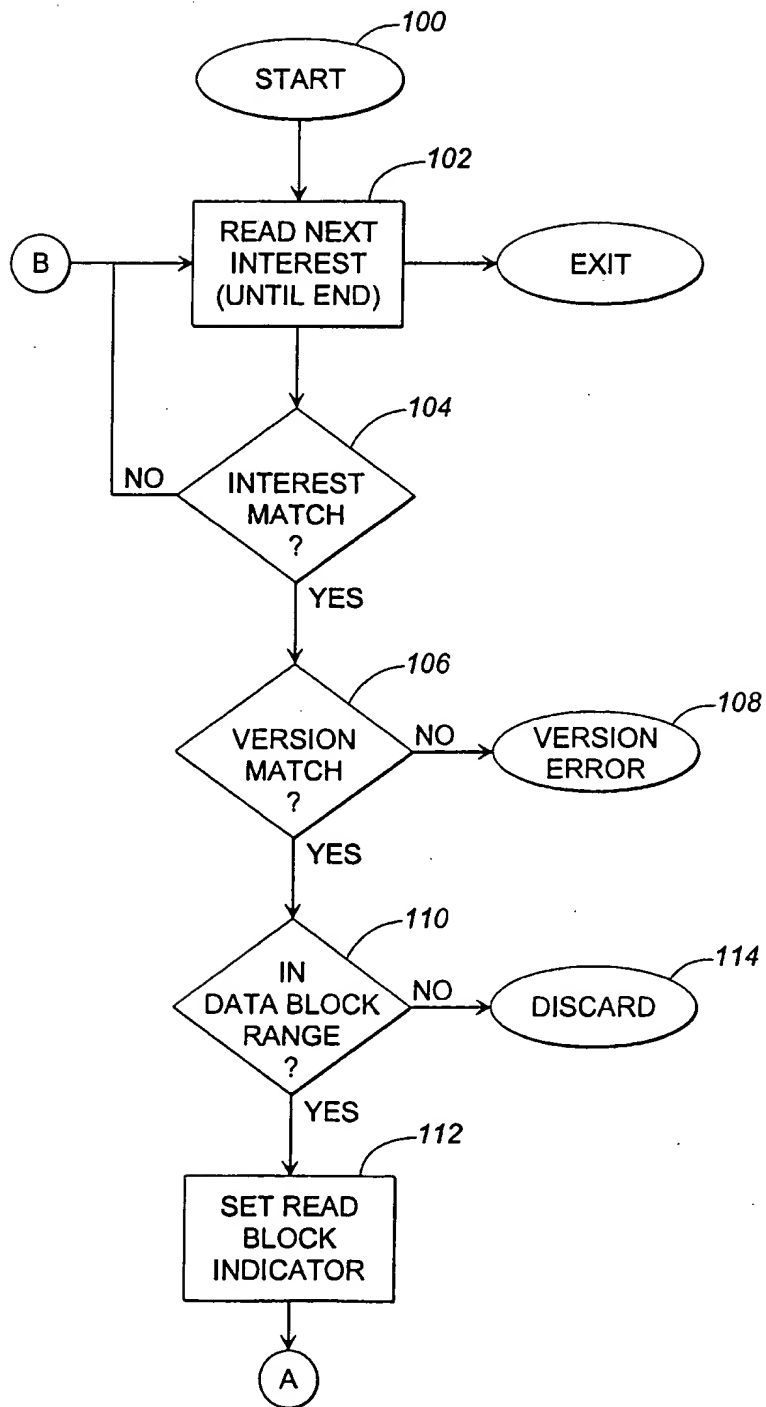 100
START
102
READ NEXT
INTEREST
(UNTIL END)
B
EXIT
104
NO
INTEREST
MATCH
?
YES
106
108
VERSION
MATCH
?
NO
VERSION
ERROR
YES
110
114
IN
DATA BLOCK
RANGE
?
NO
DISCARD
YES
112
SET READ
BLOCK
INDICATOR
A